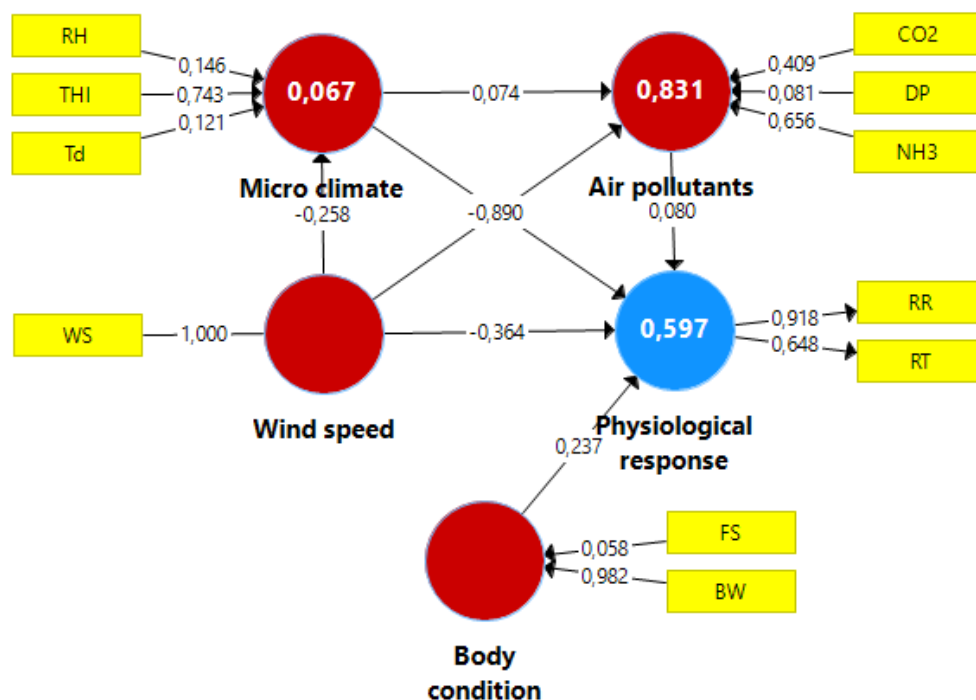 RH
CO2
0,146
0,409
THI
0,743
0,067
0,074
0,831
0,081
DP
0,121
0,656
Td
NH3
Micro climate
Air pollutants
-0,258
-0,890
0,080
WS
1,000
-0,364
0,597
0,918
RR
0,648
RT
Wind speed
Physiological
response
0,237
FS
0,058
0,982
BW
Body
condition